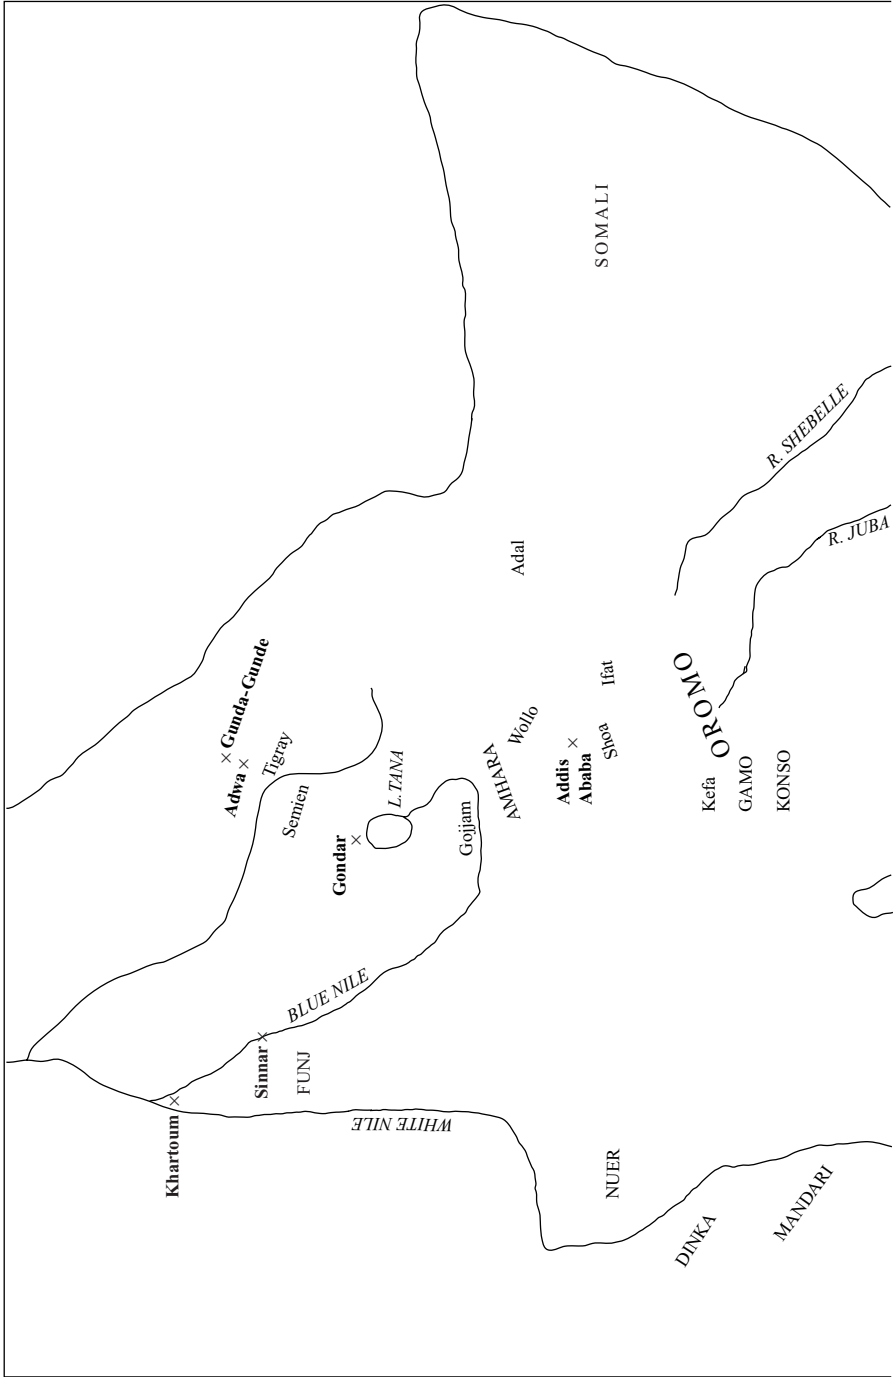 Khartoum
Sinnar
FUNJ
BLUE NILE
WHITE NILE
Adwa
Gunda-Gunde
Tigray
Semien
Gondar
L. TANA
Gojjam
AMHARA
Wollo
Adal
Addis
Ababa
Shoa
Ifat
SOMALI
NUER
DINKA
MANDARI
Kefa
OROMO
GAMO
KONSO
R. SHEBELLE
R. JUBA